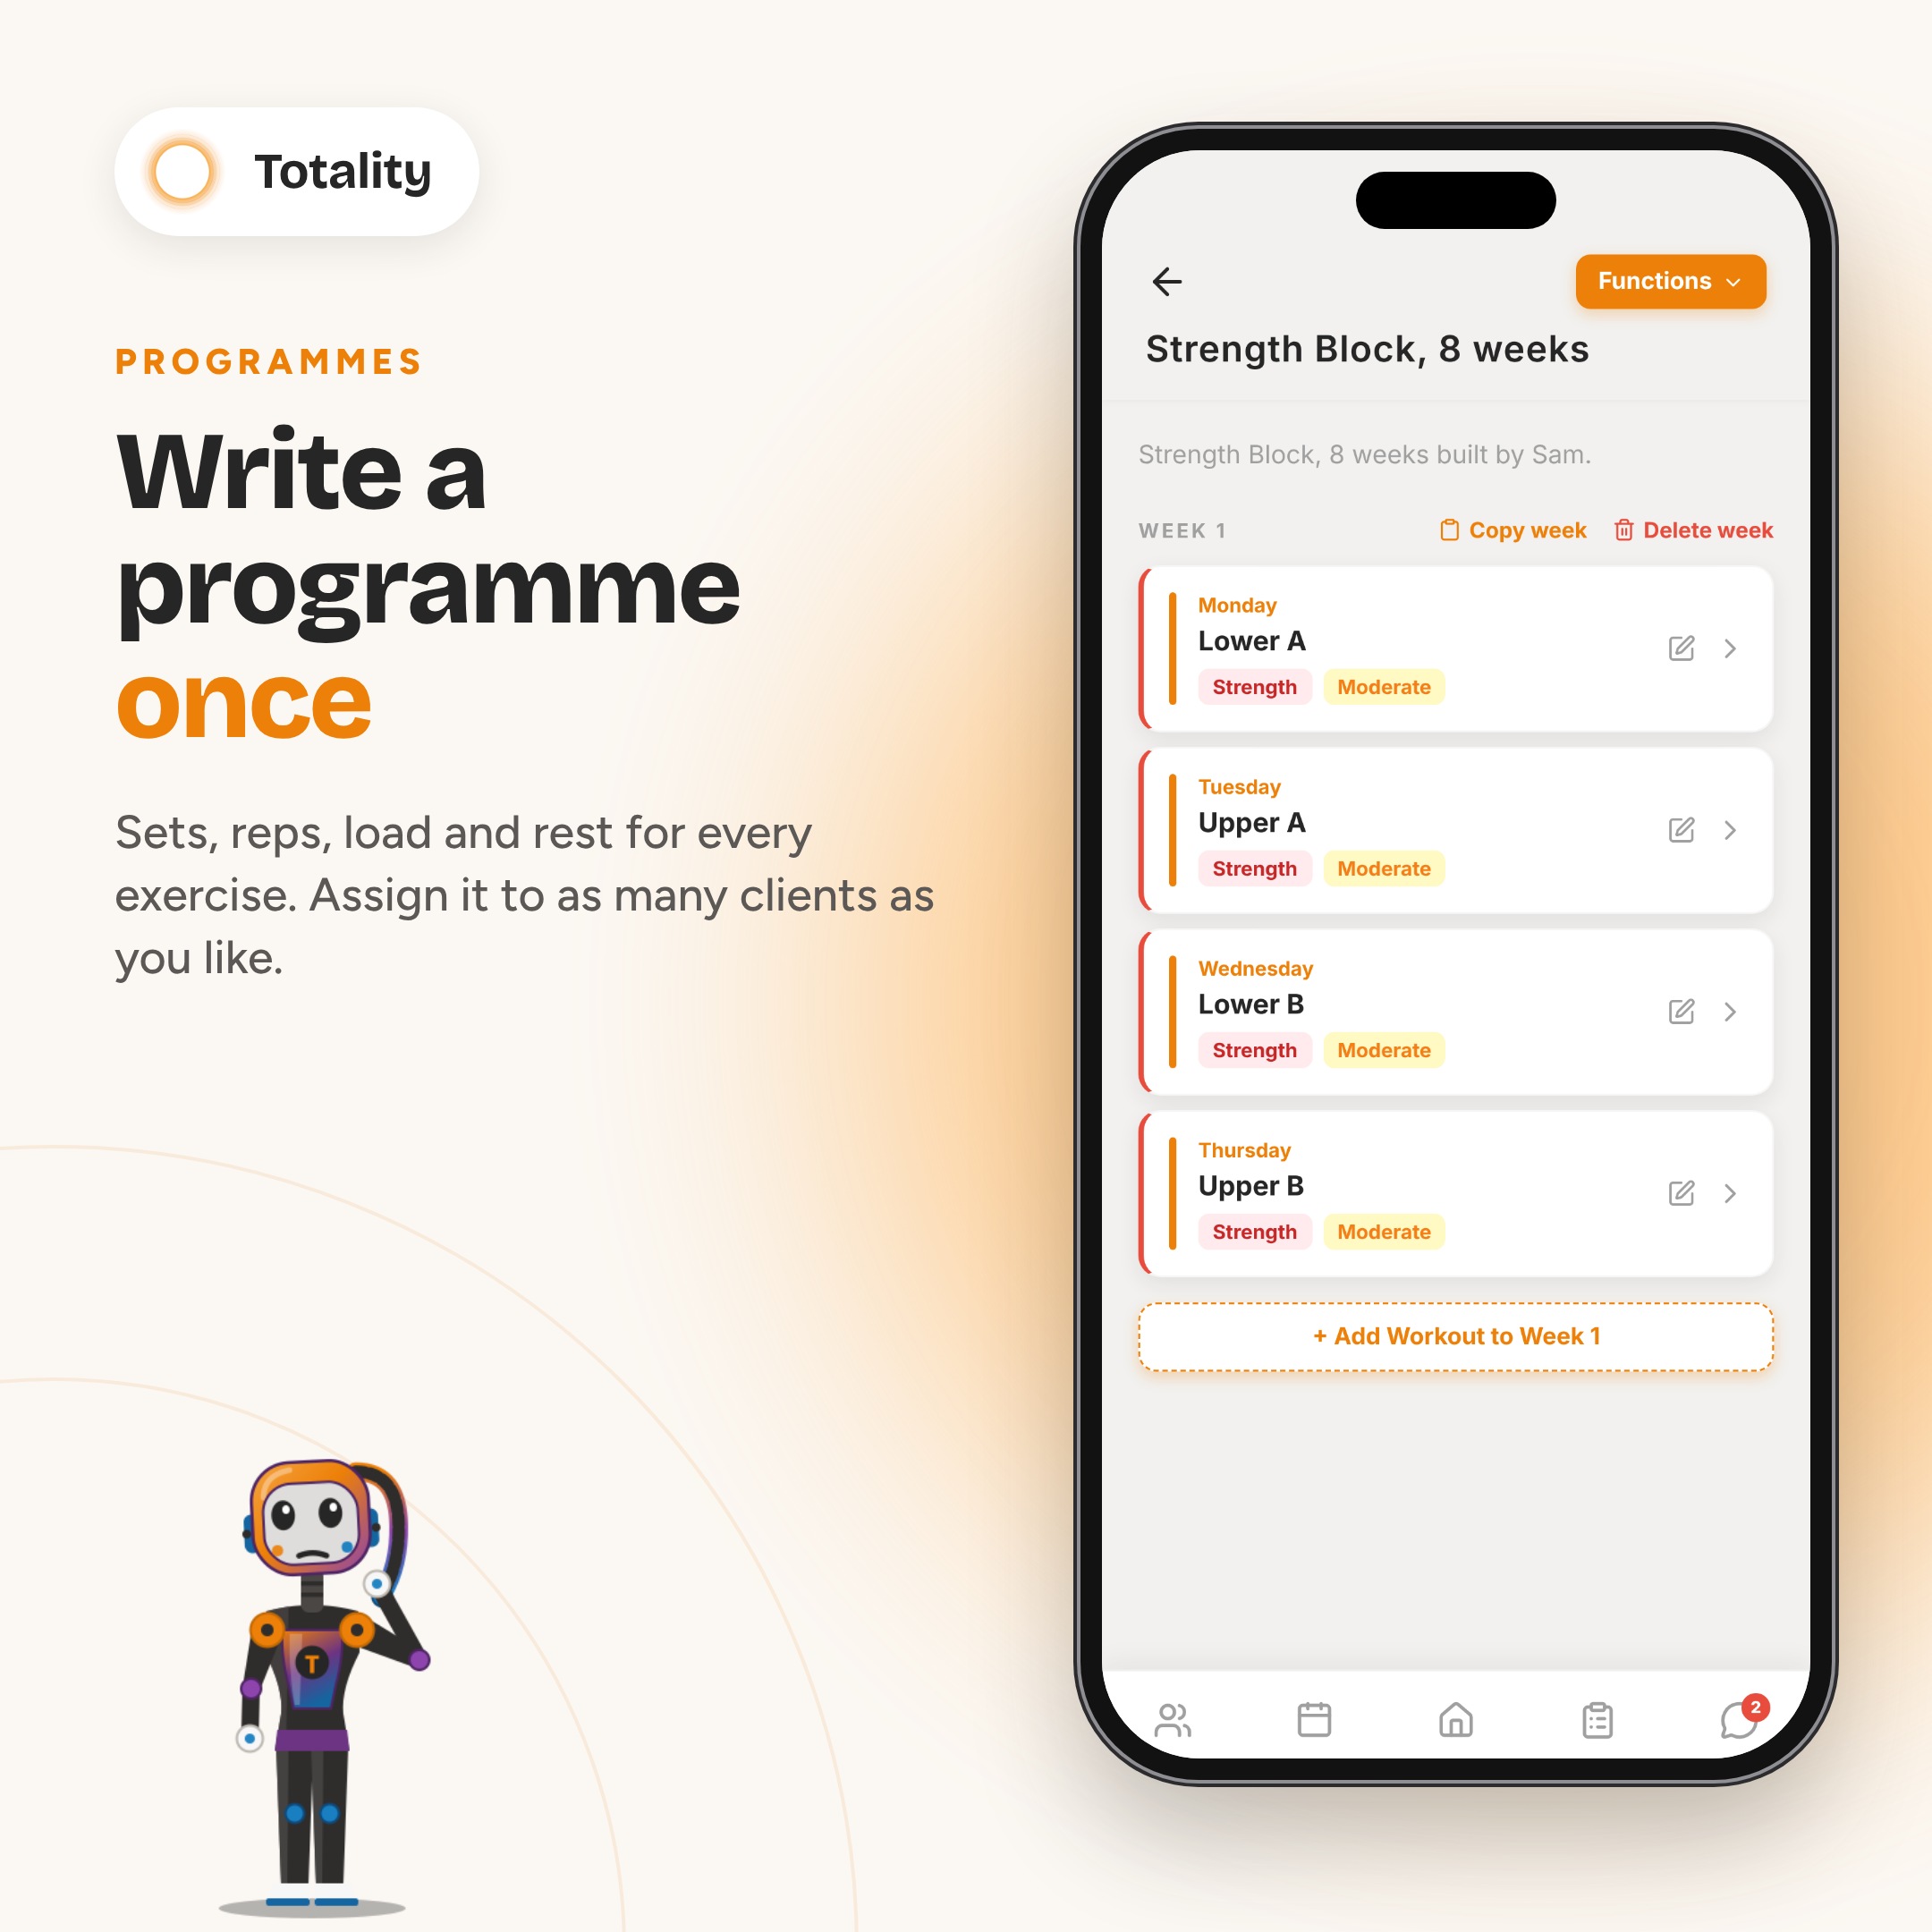 Totality
PROGRAMMES
Write a
programme
once
Sets, reps, load and rest for every
exercise. Assign it to as many clients as
you like.
Functions
Strength Block, 8 weeks
Strength Block, 8 weeks built by Sam.
WEEK 1
Copy week
Delete week
Monday
Lower A
Strength
Moderate
Tuesday
Upper A
Strength
Moderate
Wednesday
Lower B
Strength
Moderate
Thursday
Upper B
Strength
Moderate
+ Add Workout to Week 1
2
T